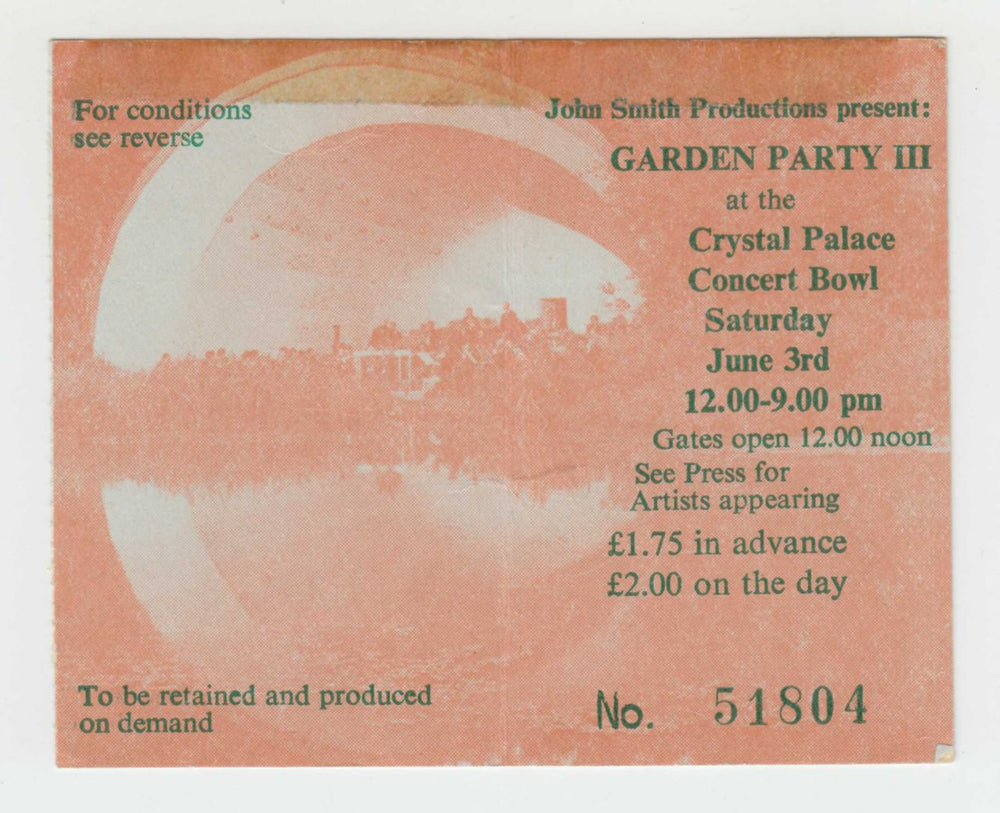 For conditions
see reverse
John Smith Productions present:
GARDEN PARTY III
at the
Crystal Palace
Concert Bowl
Saturday
June 3rd
12.00-9.00 pm
Gates open 12.00 noon
See Press for
Artists appearing
£1.75 in advance
£2.00 on the day
To be retained and produced
on demand
No. 51804